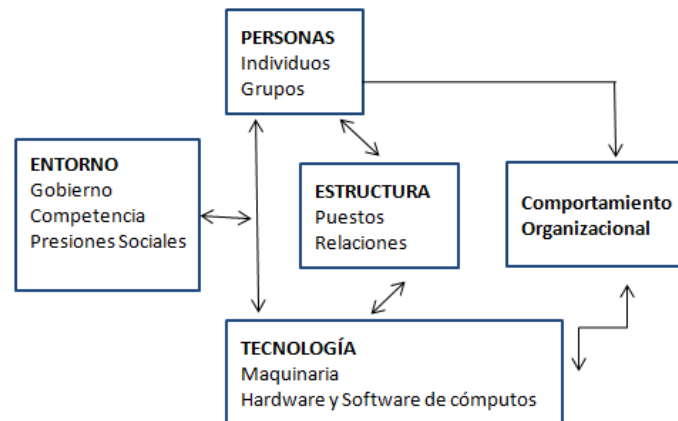 PERSONAS
Individuos
Grupos
ENTORNO
Gobierno
Competencia
Presiones Sociales
ESTRUCTURA
Puestos
Relaciones
Comportamiento
Organizacional
TECNOLOGÍA
Maquinaria
Hardware y Software de cómputos